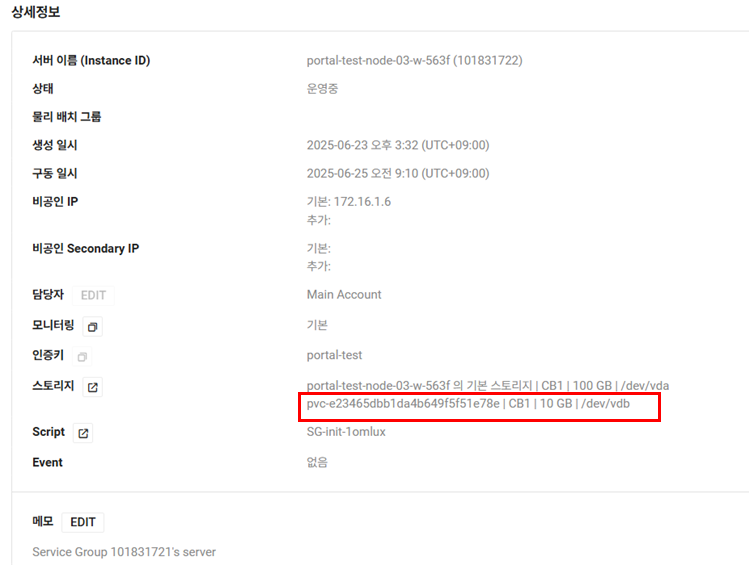 상세정보
서버 이름 (Instance ID) portal-test-node-03-w-563f (101831722)
상태 운영중
물리 배치 그룹
생성 일시 2025-06-23 오후 3:32 (UTC+09:00)
구동 일시 2025-06-25 오전 9:10 (UTC+09:00)
비공인 IP 기본: 172.16.1.6
추가:
비공인 Secondary IP 기본:
추가:
담당자 EDIT Main Account
모니터링 기본
인증키 portal-test
스토리지 portal-test-node-03-w-563f 의 기본 스토리지 | CB1 | 100 GB | /dev/vda
pvc-e23465dbb1da4b649f5f51e78e | CB1 | 10 GB | /dev/vdb
Script SG-init-1omlux
Event 없음
메모 EDIT
Service Group 101831721's server